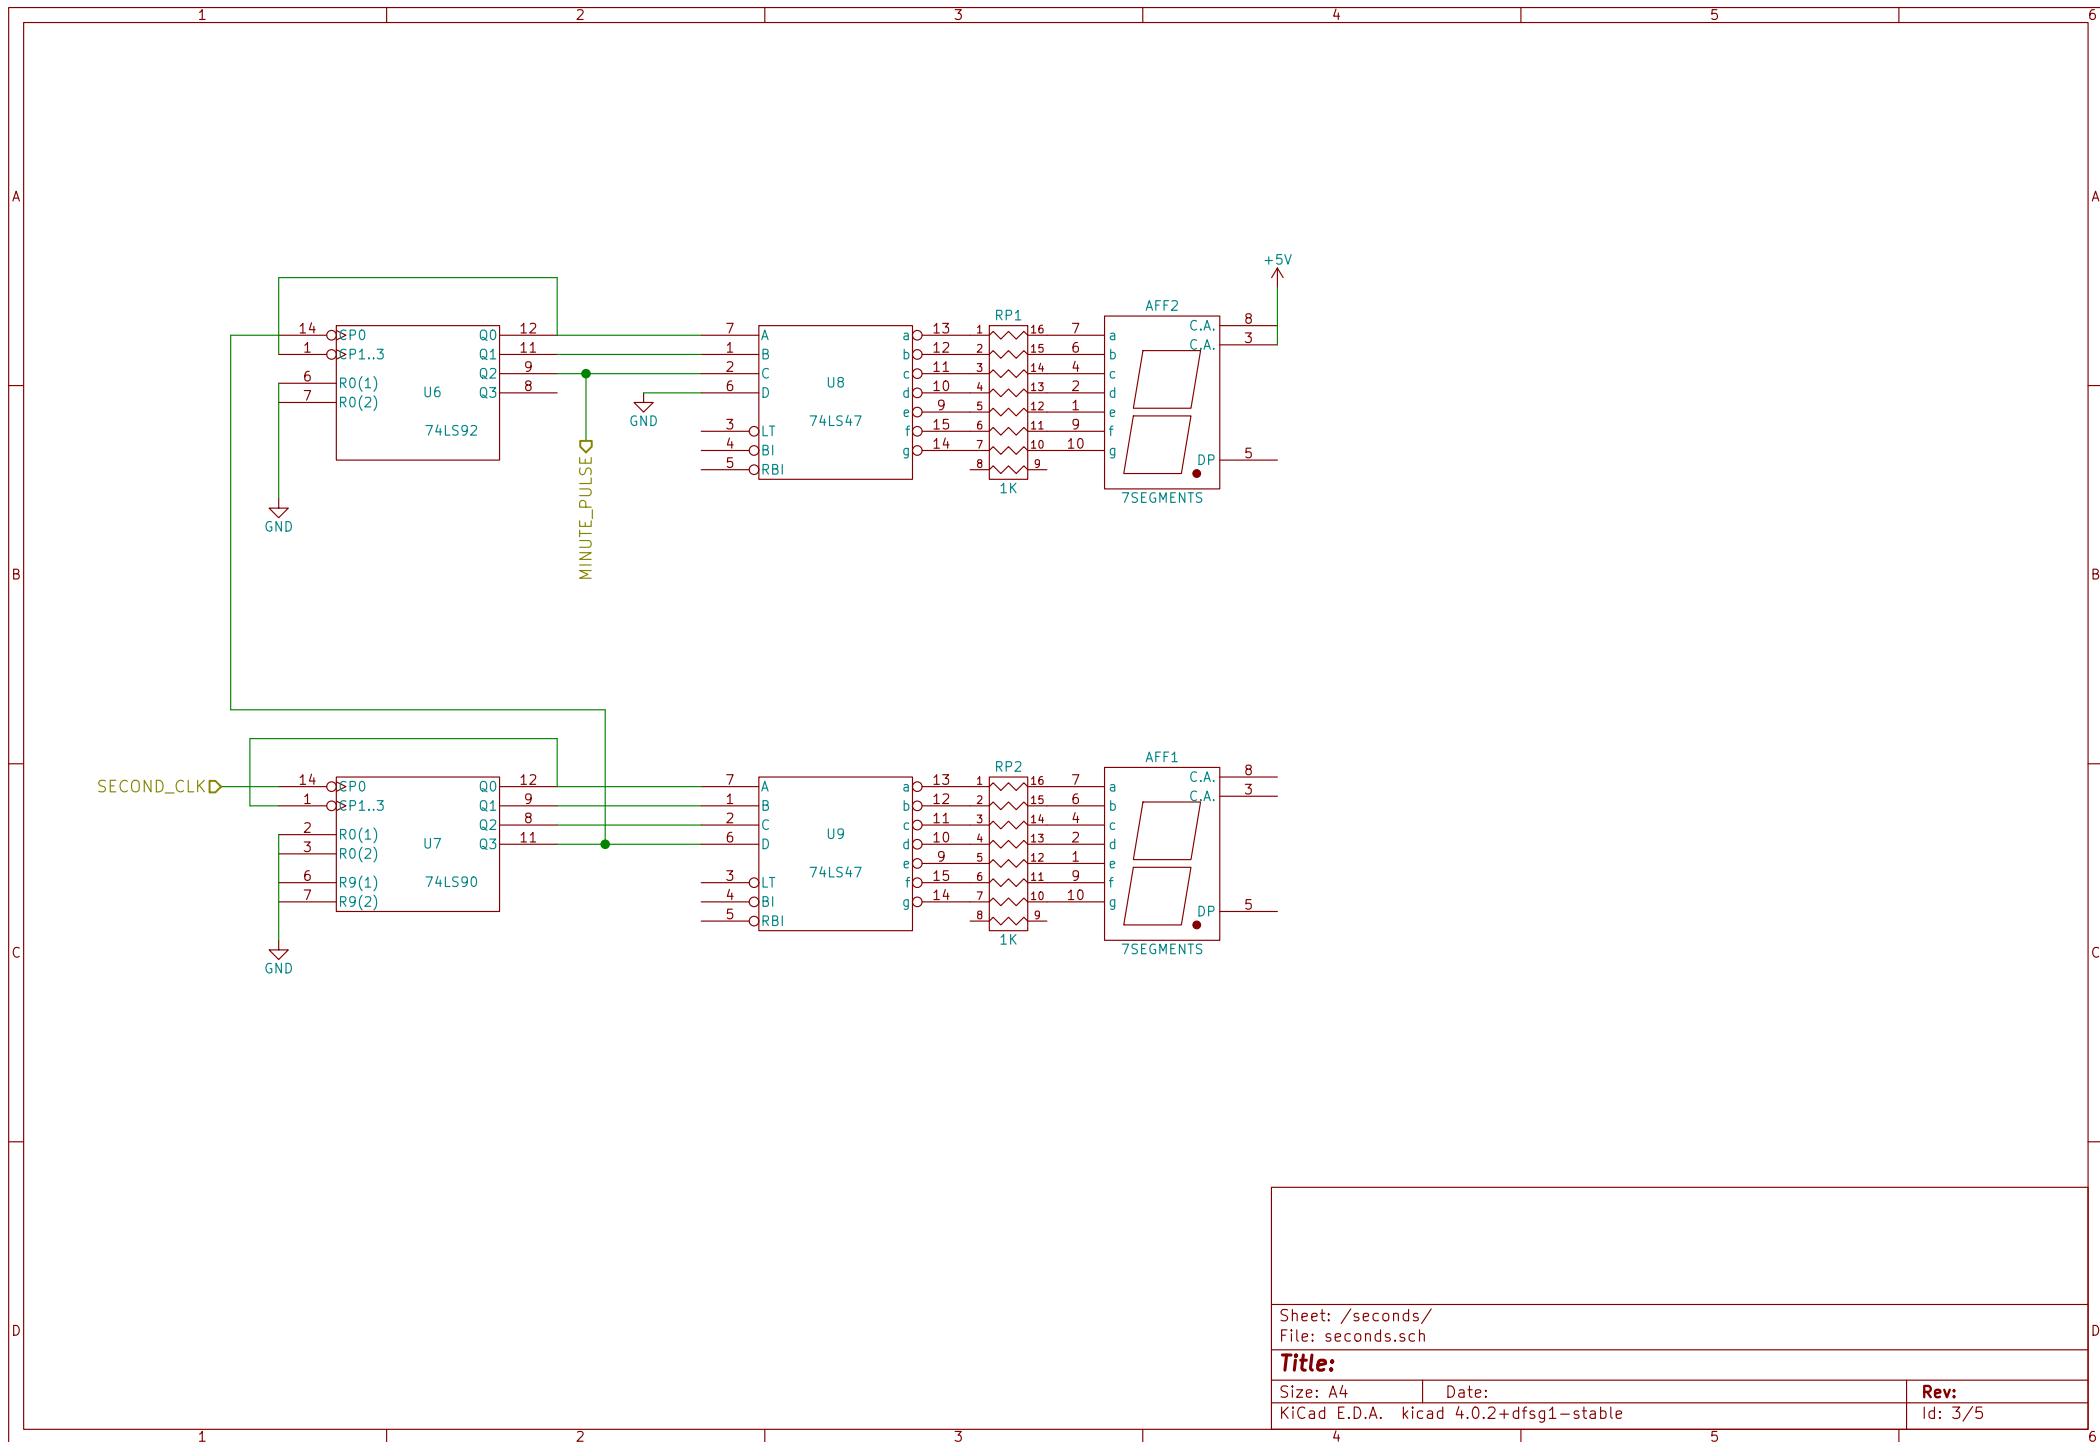 1 2 3 4 5 6
A A
+5V
AFF2
RP1
14 CP0 Q0 12 7 A a 13 1 16 7 a C.A. 8
1 CP1..3 Q1 11 1 B b 12 2 15 6 b C.A. 3
Q2 9 2 C c 11 3 14 4 c
6 R0(1) U6 Q3 8 6 D U8 d 10 4 13 2 d
7 R0(2) GND 74LS47 e 9 5 12 1 e
74LS92 3 LT f 15 6 11 9 f
4 BI g 14 7 10 10 g
5 RBI 8 9 DP 5
1K 7SEGMENTS
GND
MINUTE_PULSE
B B
AFF1
RP2
SECOND_CLK 14 CP0 Q0 12 7 A a 13 1 16 7 a C.A. 8
1 CP1..3 Q1 9 1 B b 12 2 15 6 b C.A. 3
Q2 8 2 C c 11 3 14 4 c
2 R0(1) U7 Q3 11 6 D U9 d 10 4 13 2 d
3 R0(2) 74LS47 e 9 5 12 1 e
6 R9(1) 74LS90 3 LT f 15 6 11 9 f
7 R9(2) 4 BI g 14 7 10 10 g
5 RBI 8 9 DP 5
1K 7SEGMENTS
C C
GND
Sheet: /seconds/
File: seconds.sch
D D
Title:
Size: A4 Date: Rev:
KiCad E.D.A. kicad 4.0.2+dfsg1-stable Id: 3/5
1 2 3 4 5 6